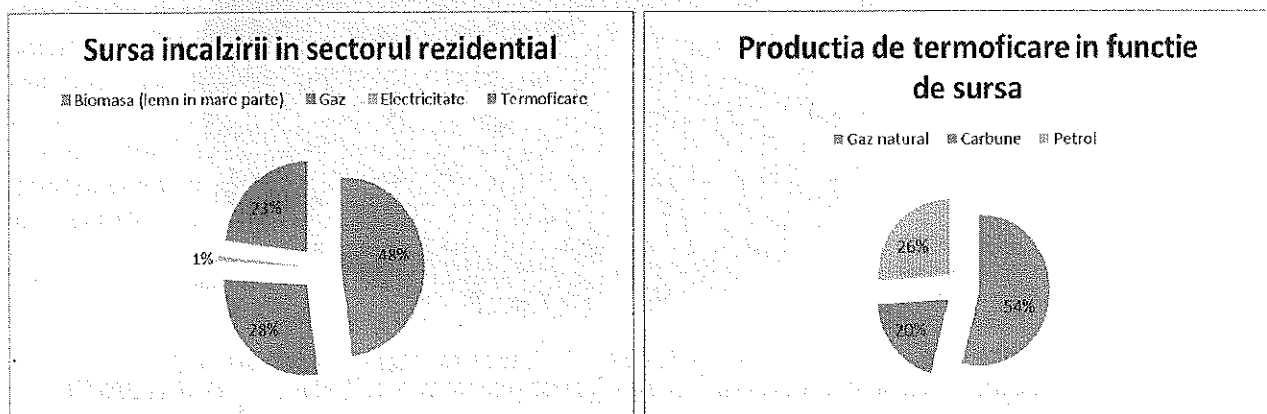 Sursa incalzirii in sectorul rezidential
Biomasa (lemn in mare parte) Gaz Electricitate Termoficare
23%
48%
1%
28%
Productia de termoficare in functie
de sursa
Gaz natural Carbune Petrol
26%
54%
20%